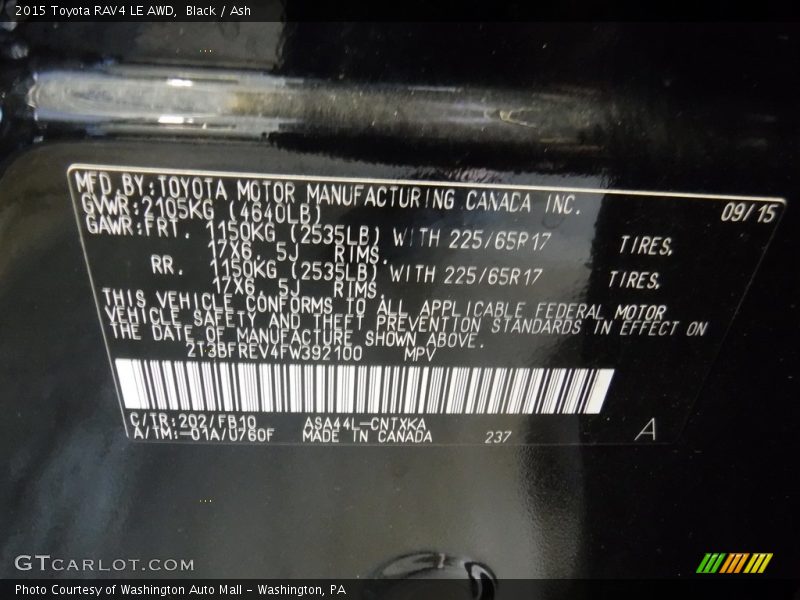 2015 Toyota RAV4 LE AWD, Black / Ash
MFD.BY:TOYOTA MOTOR MANUFACTURING CANADA INC.
GVWR:2105KG (4640LB) 09/15
GAWR:FRT. 1150KG (2535LB) WITH 225/65R17 TIRES,
17X6.5J RIMS.
RR. 1150KG (2535LB) WITH 225/65R17 TIRES,
17X6.5J RIMS
THIS VEHICLE CONFORMS TO ALL APPLICABLE FEDERAL MOTOR
VEHICLE SAFETY AND THEFT PREVENTION STANDARDS IN EFFECT ON
THE DATE OF MANUFACTURE SHOWN ABOVE.
2T3BFREV4FW392100 MPV
C/TR:202/FB10 ASA44L-CNTXKA
A/TM:-01A/U760F MADE IN CANADA 237 A
GTCARLOT.COM
Photo Courtesy of Washington Auto Mall - Washington, PA